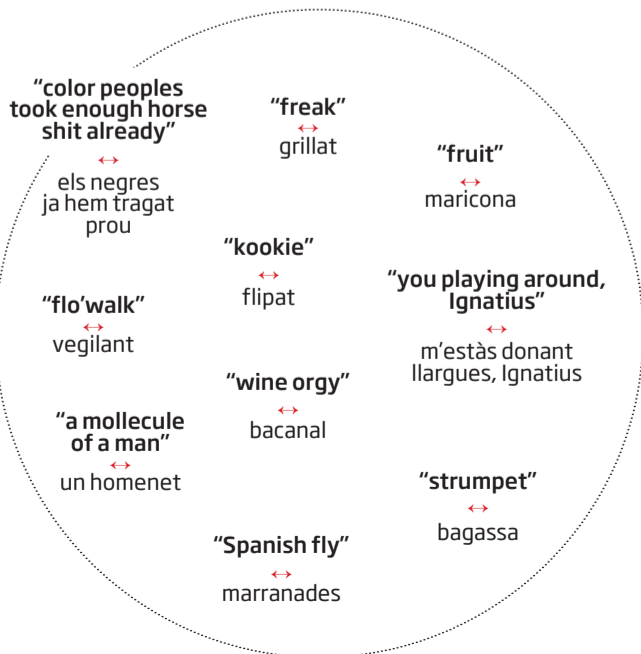 “color peoples
took enough horse
shit already”
↔
els negres
ja hem tragat
prou
“freak”
↔
grillat
“fruit”
↔
maricona
“kookie”
↔
flipat
“you playing around,
Ignatius”
↔
m’estàs donant
llargues, Ignatius
“flo’walk”
↔
vegilant
“wine orgy”
↔
bacanal
“a mollecule
of a man”
↔
un homenet
“strumpet”
↔
bagassa
“Spanish fly”
↔
marranades